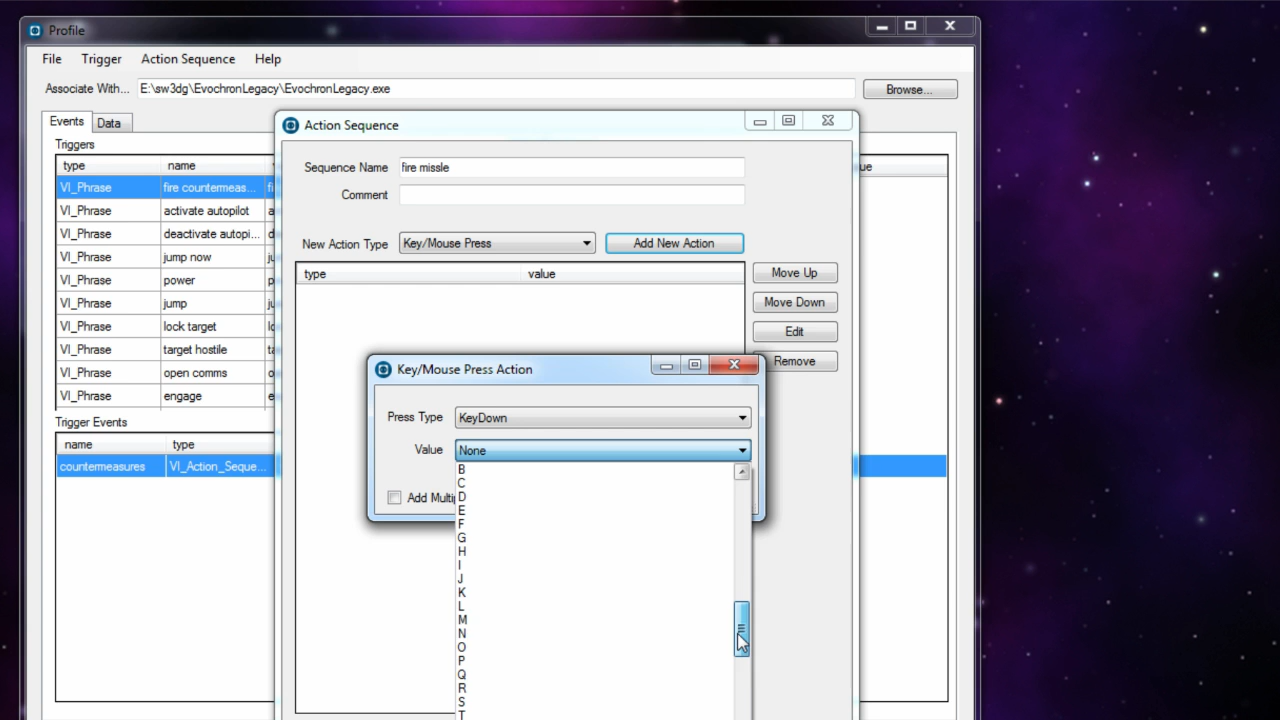 Profile
File Trigger Action Sequence Help
Associate With... E:\sw3dg\EvochronLegacy\EvochronLegacy.exe Browse...
Events Data
Triggers
type name
VI_Phrase fire countermeas... fi
VI_Phrase activate autopilot a
VI_Phrase deactivate autopi... d
VI_Phrase jump now
VI_Phrase power p
VI_Phrase jump
VI_Phrase lock target
VI_Phrase target hostile ta
VI_Phrase open comms o
VI_Phrase engage e
Trigger Events
name type
countermeasures VI_Action_Seque...
ue
Action Sequence
Sequence Name fire missle
Comment
New Action Type Key/Mouse Press Add New Action
type value
Move Up
Move Down
Edit
Remove
Key/Mouse Press Action
Press Type KeyDown
Value None
Add Multi
B
C
D
E
F
G
H
I
J
K
L
M
N
O
P
Q
R
S
T